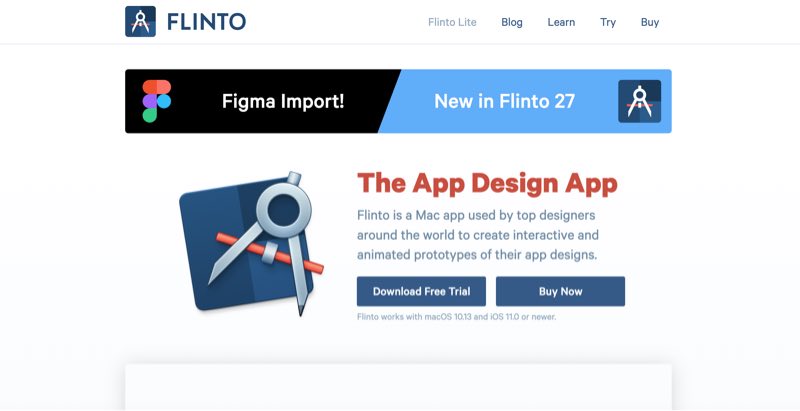 FLINTO
Flinto Lite
Blog
Learn
Try
Buy
Figma Import!
New in Flinto 27
The App Design App
Flinto is a Mac app used by top designers
around the world to create interactive and
animated prototypes of their app designs.
Download Free Trial
Buy Now
Flinto works with macOS 10.13 and iOS 11.0 or newer.